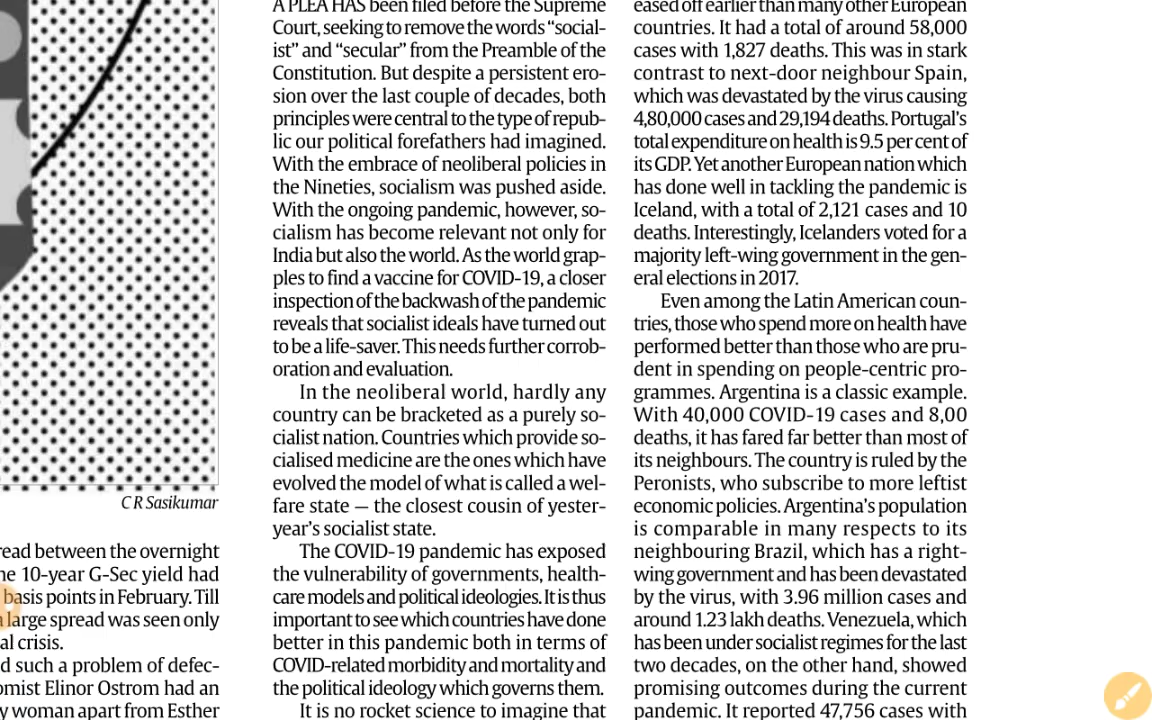 C R Sasikumar
read between the overnight
ne 10-year G-Sec yield had
basis points in February. Till
a large spread was seen only
al crisis.
d such a problem of defec-
omist Elinor Ostrom had an
y woman apart from Esther
A PLEA HAS been filed before the Supreme
Court, seeking to remove the words “social-
ist” and “secular” from the Preamble of the
Constitution. But despite a persistent ero-
sion over the last couple of decades, both
principles were central to the type of repub-
lic our political forefathers had imagined.
With the embrace of neoliberal policies in
the Nineties, socialism was pushed aside.
With the ongoing pandemic, however, so-
cialism has become relevant not only for
India but also the world. As the world grap-
ples to find a vaccine for COVID-19, a closer
inspection of the backwash of the pandemic
reveals that socialist ideals have turned out
to be a life-saver. This needs further corrob-
oration and evaluation.
In the neoliberal world, hardly any
country can be bracketed as a purely so-
cialist nation. Countries which provide so-
cialised medicine are the ones which have
evolved the model of what is called a wel-
fare state — the closest cousin of yester-
year’s socialist state.
The COVID-19 pandemic has exposed
the vulnerability of governments, health-
care models and political ideologies. It is thus
important to see which countries have done
better in this pandemic both in terms of
COVID-related morbidity and mortality and
the political ideology which governs them.
It is no rocket science to imagine that
eased off earlier than many other European
countries. It had a total of around 58,000
cases with 1,827 deaths. This was in stark
contrast to next-door neighbour Spain,
which was devastated by the virus causing
4,80,000 cases and 29,194 deaths. Portugal’s
total expenditure on health is 9.5 per cent of
its GDP. Yet another European nation which
has done well in tackling the pandemic is
Iceland, with a total of 2,121 cases and 10
deaths. Interestingly, Icelanders voted for a
majority left-wing government in the gen-
eral elections in 2017.
Even among the Latin American coun-
tries, those who spend more on health have
performed better than those who are pru-
dent in spending on people-centric pro-
grammes. Argentina is a classic example.
With 40,000 COVID-19 cases and 8,00
deaths, it has fared far better than most of
its neighbours. The country is ruled by the
Peronists, who subscribe to more leftist
economic policies. Argentina’s population
is comparable in many respects to its
neighbouring Brazil, which has a right-
wing government and has been devastated
by the virus, with 3.96 million cases and
around 1.23 lakh deaths. Venezuela, which
has been under socialist regimes for the last
two decades, on the other hand, showed
promising outcomes during the current
pandemic. It reported 47,756 cases with